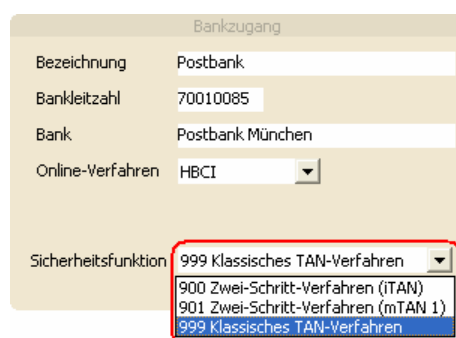 Bankzugang
Bezeichnung Postbank
Bankleitzahl 70010085
Bank Postbank München
Online-Verfahren HBCI
Sicherheitsfunktion 999 Klassisches TAN-Verfahren
900 Zwei-Schritt-Verfahren (iTAN)
901 Zwei-Schritt-Verfahren (mTAN 1)
999 Klassisches TAN-Verfahren